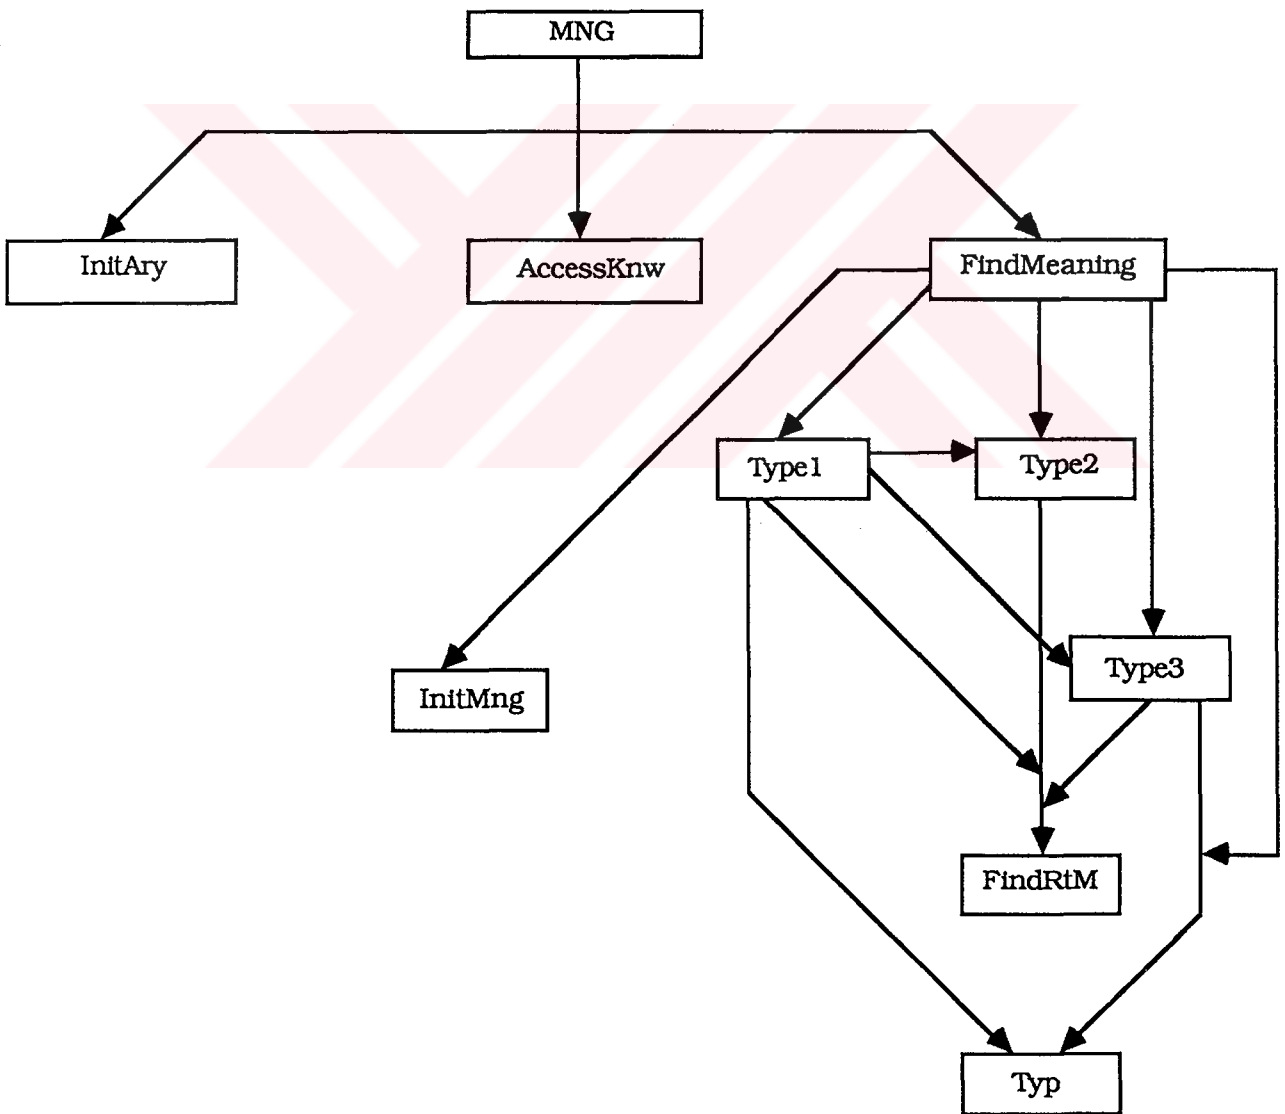 MNG
InitAry
AccessKnw
FindMeaning
Type1
Type2
Type3
InitMng
FindRtM
Typ